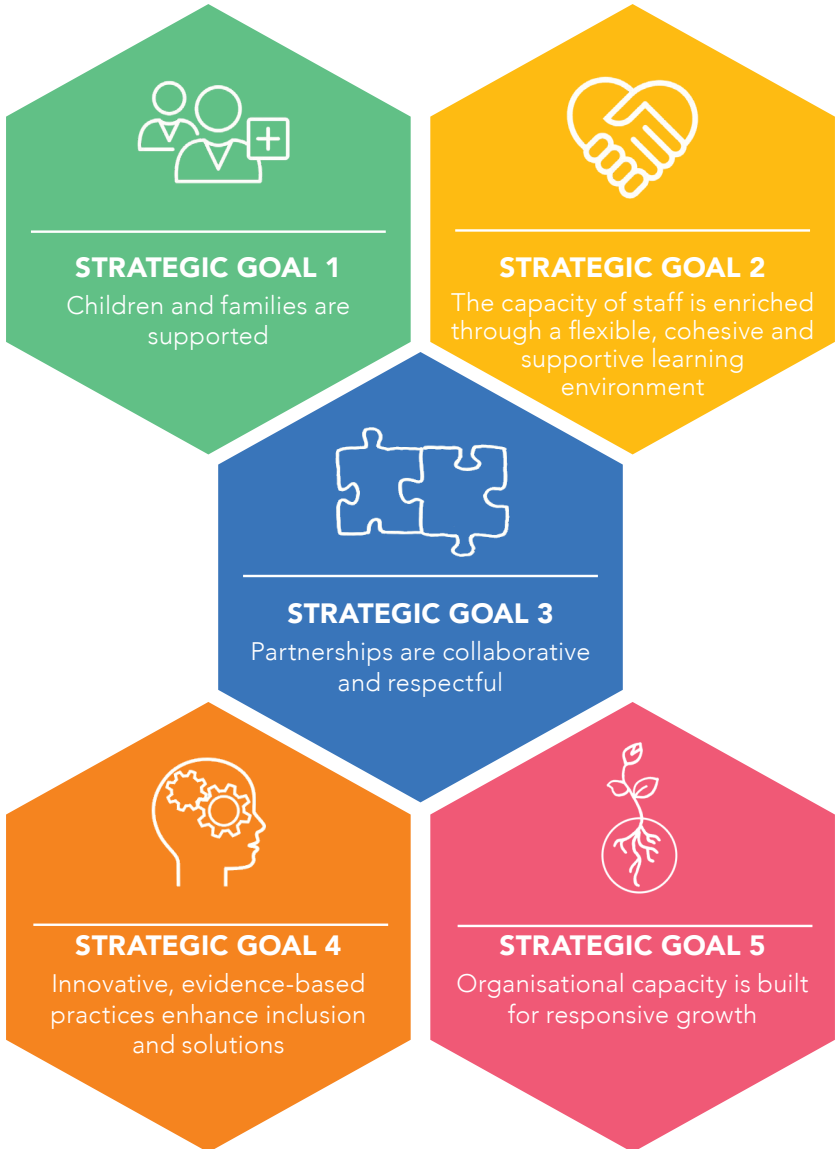 STRATEGIC GOAL 1
Children and families are
supported
STRATEGIC GOAL 2
The capacity of staff is enriched
through a flexible, cohesive and
supportive learning
environment
STRATEGIC GOAL 3
Partnerships are collaborative
and respectful
STRATEGIC GOAL 4
Innovative, evidence-based
practices enhance inclusion
and solutions
STRATEGIC GOAL 5
Organisational capacity is built
for responsive growth